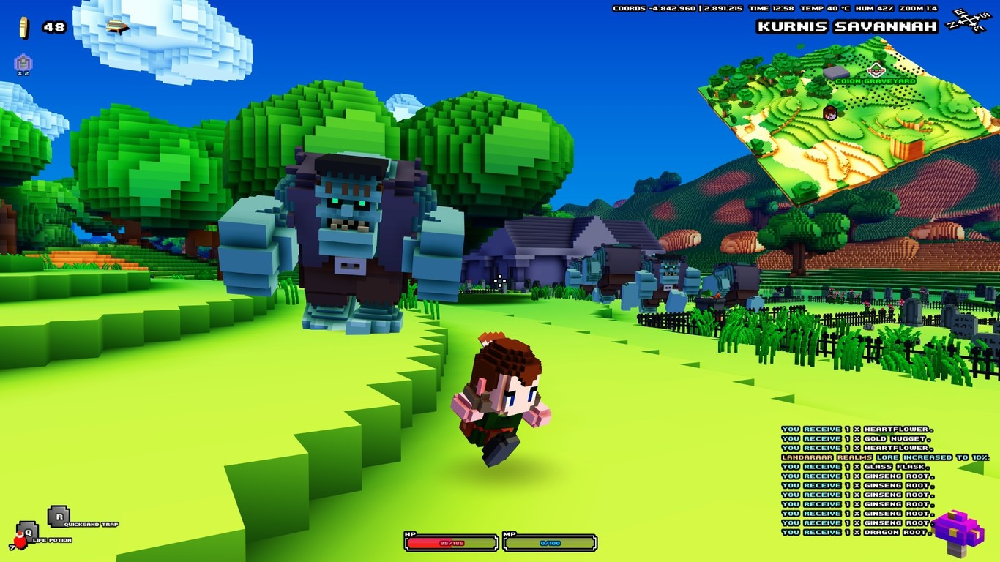 COORDS -4.842.960 | 2.891.215 TIME 12:58 TEMP 40 °C HUM 42% ZOOM 1:4
48
KURNIS SAVANNAH
N E S W
X 2
COION GRAVEYARD
YOU RECEIVE 1 X HEARTFLOWER.
YOU RECEIVE 1 X GOLD NUGGET.
YOU RECEIVE 1 X HEARTFLOWER.
LANDARAAR REALMS LORE INCREASED TO 10%.
YOU RECEIVE 1 X GLASS FLASK.
YOU RECEIVE 1 X GINSENG ROOT.
YOU RECEIVE 1 X GINSENG ROOT.
YOU RECEIVE 1 X GINSENG ROOT.
YOU RECEIVE 1 X GINSENG ROOT.
YOU RECEIVE 1 X GINSENG ROOT.
YOU RECEIVE 1 X GINSENG ROOT.
YOU RECEIVE 1 X DRAGON ROOT.
R
QUICKSAND TRAP
Q
7 LIFE POTION
HP
95/185
MP
0/100